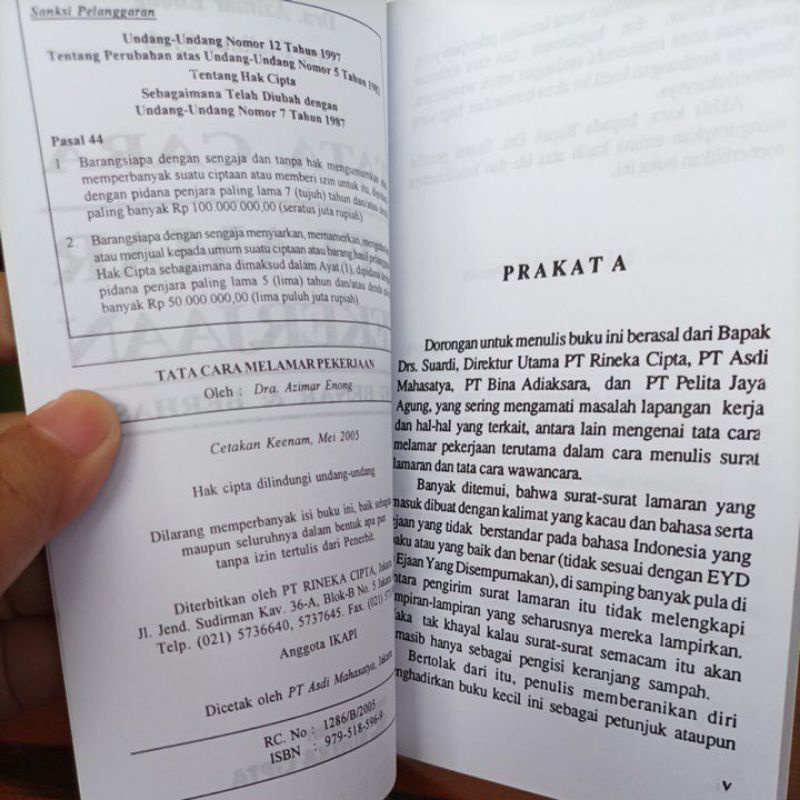 Sanksi Pelanggaran
Undang-Undang Nomor 12 Tahun 1997
Tentang Perubahan atas Undang-Undang Nomor 5 Tahun 1982
Tentang Hak Cipta
Sebagaimana Telah Diubah dengan
Undang-Undang Nomor 7 Tahun 1987
Pasal 44
1. Barangsiapa dengan sengaja dan tanpa hak mengumumkan
memperbanyak suatu ciptaan atau memberi izin untuk itu,
dengan pidana penjara paling lama 7 (tujuh) tahun dan/atau
paling banyak Rp 100.000.000,00 (seratus juta rupiah).
2. Barangsiapa dengan sengaja menyiarkan, memamerkan,
atau menjual kepada umum suatu ciptaan atau barang hasil
Hak Cipta sebagaimana dimaksud dalam Ayat (1), dipidana
pidana penjara paling lama 5 (lima) tahun dan/atau denda
banyak Rp 50.000.000,00 (lima puluh juta rupiah).
TATA CARA MELAMAR PEKERJAAN
Oleh : Dra. Azimar Enong
Cetakan Keenam, Mei 2005
Hak cipta dilindungi undang-undang
Dilarang memperbanyak isi buku ini, baik
maupun seluruhnya dalam bentuk apa pun
tanpa izin tertulis dari Penerbit.
Diterbitkan oleh PT RINEKA CIPTA, Jakarta
Jl. Jend. Sudirman Kav. 36-A, Blok-B No. 5 Jakarta
Telp. (021) 5736640, 5737645. Fax. (021)
Anggota IKAPI
Dicetak oleh PT Asdi Mahasatya, Jakarta
RC. No : 1286/B/2005
ISBN : 979-518-596-9
PRAKATA
Dorongan untuk menulis buku ini berasal dari Bapak
Drs. Suardi, Direktur Utama PT Rineka Cipta, PT Asdi
Mahasatya, PT Bina Adiaksara, dan PT Pelita Jaya
Agung, yang sering mengamati masalah lapangan kerja
dan hal-hal yang terkait, antara lain mengenai tata cara
melamar pekerjaan terutama dalam cara menulis surat
lamaran dan tata cara wawancara.
Banyak ditemui, bahwa surat-surat lamaran yang
masuk dibuat dengan kalimat yang kacau dan bahasa serta
ejaan yang tidak berstandar pada bahasa Indonesia yang
baku atau yang baik dan benar (tidak sesuai dengan EYD
Ejaan Yang Disempurnakan), di samping banyak pula di
antara pengirim surat lamaran itu tidak melengkapi
lampiran-lampiran yang seharusnya mereka lampirkan.
Maka tak khayal kalau surat-surat semacam itu akan
masib hanya sebagai pengisi keranjang sampah.
Bertolak dari itu, penulis memberanikan diri
menghadirkan buku kecil ini sebagai petunjuk ataupun
v